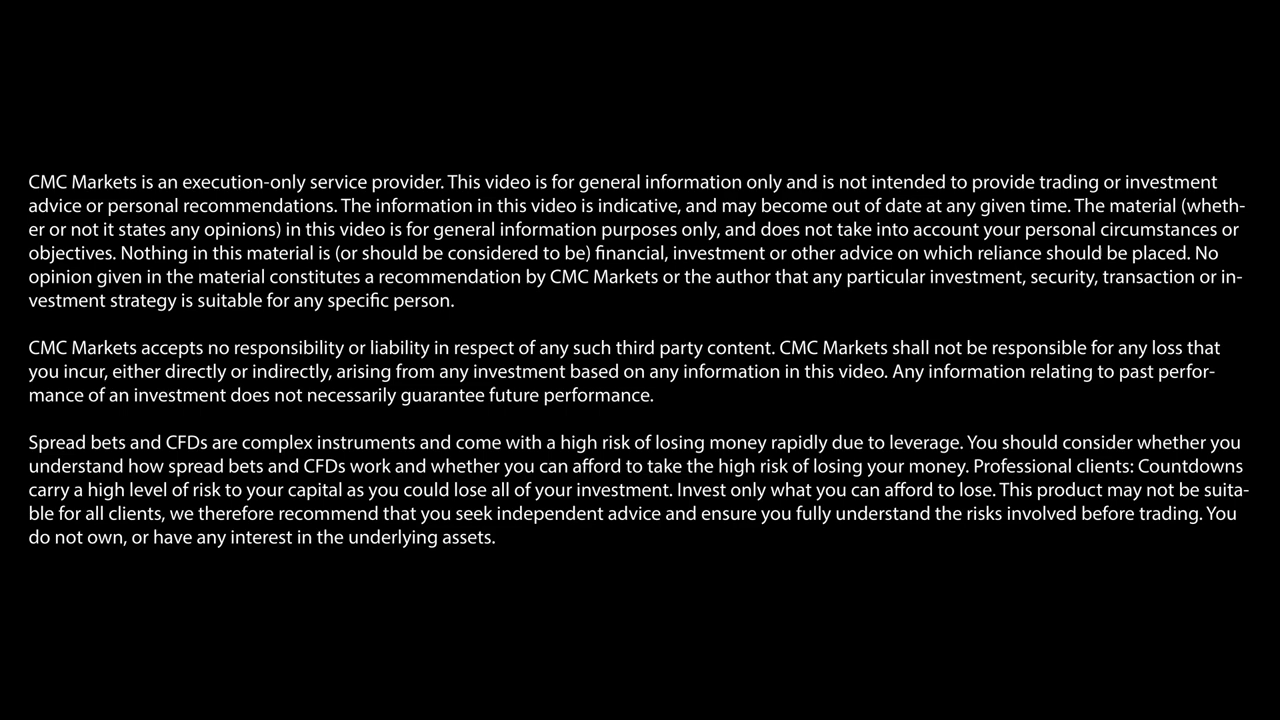 CMC Markets is an execution-only service provider. This video is for general information only and is not intended to provide trading or investment
advice or personal recommendations. The information in this video is indicative, and may become out of date at any given time. The material (wheth-
er or not it states any opinions) in this video is for general information purposes only, and does not take into account your personal circumstances or
objectives. Nothing in this material is (or should be considered to be) financial, investment or other advice on which reliance should be placed. No
opinion given in the material constitutes a recommendation by CMC Markets or the author that any particular investment, security, transaction or in-
vestment strategy is suitable for any specific person.
CMC Markets accepts no responsibility or liability in respect of any such third party content. CMC Markets shall not be responsible for any loss that
you incur, either directly or indirectly, arising from any investment based on any information in this video. Any information relating to past perfor-
mance of an investment does not necessarily guarantee future performance.
Spread bets and CFDs are complex instruments and come with a high risk of losing money rapidly due to leverage. You should consider whether you
understand how spread bets and CFDs work and whether you can afford to take the high risk of losing your money. Professional clients: Countdowns
carry a high level of risk to your capital as you could lose all of your investment. Invest only what you can afford to lose. This product may not be suita-
ble for all clients, we therefore recommend that you seek independent advice and ensure you fully understand the risks involved before trading. You
do not own, or have any interest in the underlying assets.